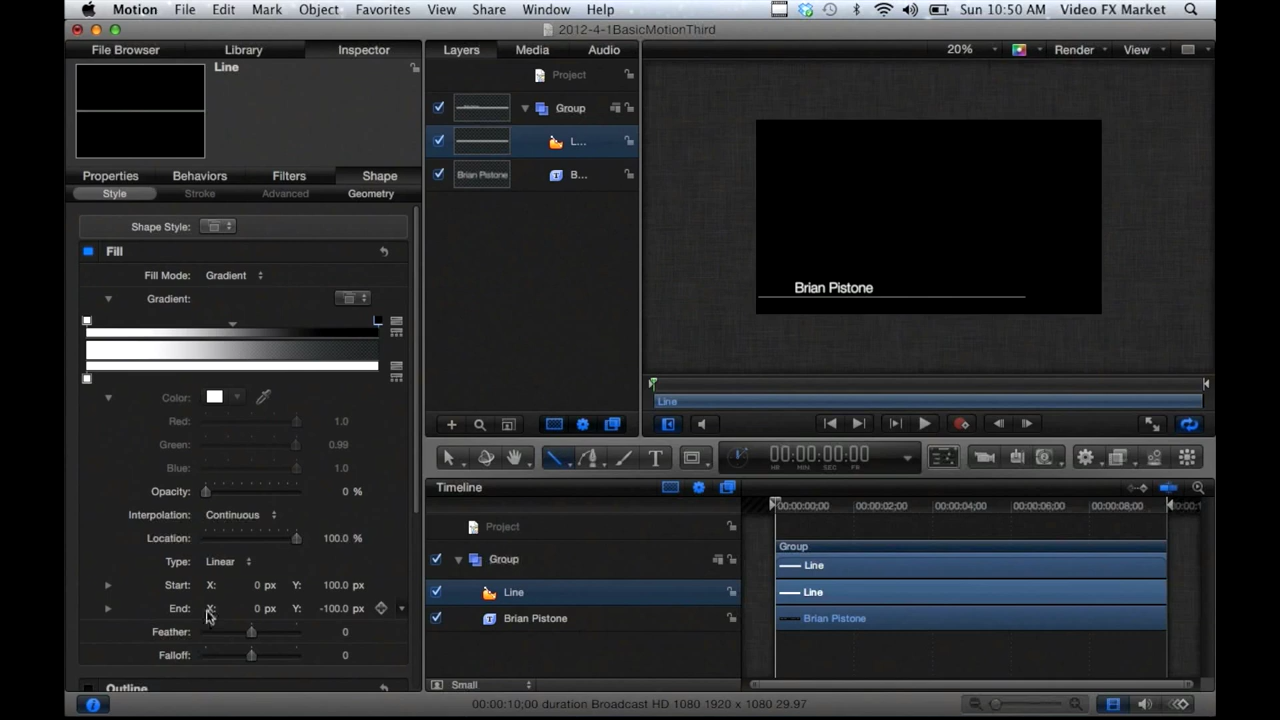 Motion File Edit Mark Object Favorites View Share Window Help Sun 10:50 AM Video FX Market
2012-4-1BasicMotionThird
File Browser Library Inspector Layers Media Audio 20% Render View
Line
Project
Group
L...
B...
Brian Pistone
Properties Behaviors Filters Shape
Style Stroke Advanced Geometry
Shape Style:
Fill
Fill Mode: Gradient
Gradient:
Brian Pistone
Color:
Red: 1.0
Green: 0.99
Blue: 1.0
Opacity: 0 %
Interpolation: Continuous
Location: 100.0 %
Type: Linear
Start: X: 0 px Y: 100.0 px
End: X: 0 px Y: -100.0 px
Feather: 0
Falloff: 0
Outline
Line
T
00:00:00:00
HR MIN SEC FR
Timeline
00:00:00;00 00:00:02;00 00:00:04;00 00:00:06;00 00:00:08;00
Project
Group
Line
Brian Pistone
Group
Line
Line
Brian Pistone
Small
00:00:10;00 duration Broadcast HD 1080 1920 x 1080 29.97